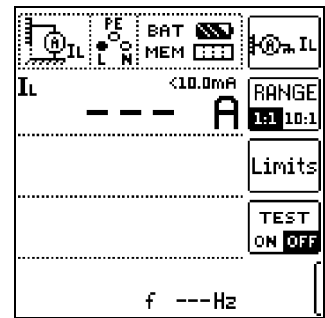 PE
BAT
IL
L N
MEM
IL
IL
<10.0mA
--- A
RANGE
1:1 10:1
Limits
TEST
ON OFF
f ---Hz